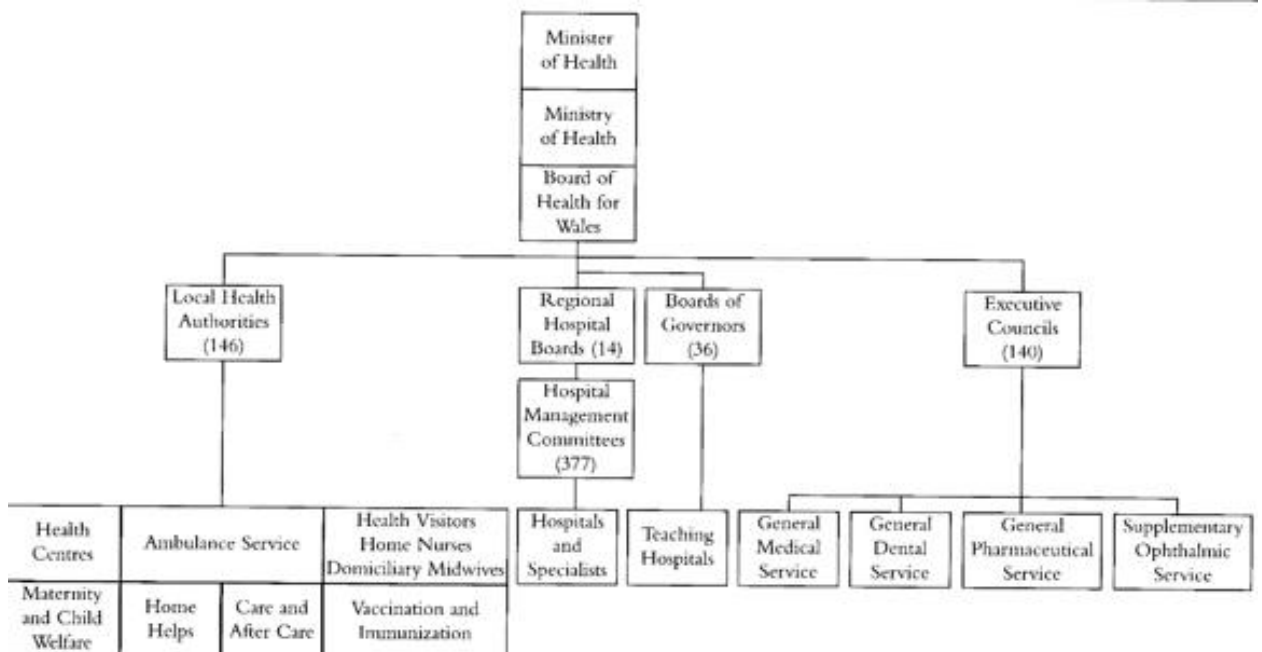 Minister
of Health
Ministry
of Health
Board of
Health for
Wales
Local Health
Authorities
(146)
Regional
Hospital
Boards (14)
Boards of
Governors
(36)
Executive
Councils
(140)
Hospital
Management
Committees
(377)
Health
Centres
Ambulance Service
Health Visitors
Home Nurses
Domiciliary Midwives
Hospitals
and
Specialists
Teaching
Hospitals
General
Medical
Service
General
Dental
Service
General
Pharmaceutical
Service
Supplementary
Ophthalmic
Service
Maternity
and Child
Welfare
Home
Helps
Care and
After Care
Vaccination and
Immunization